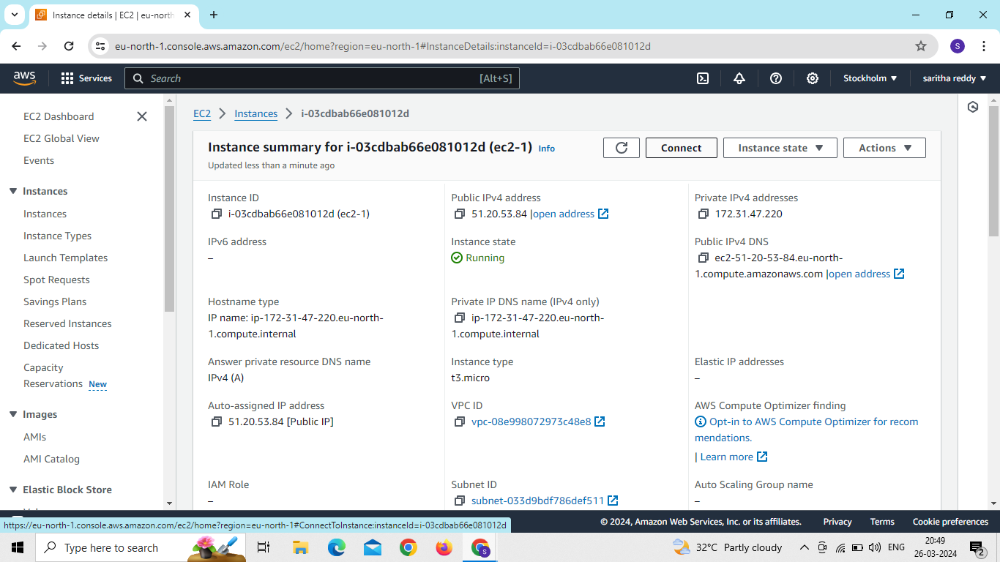 Instance details | EC2 | eu-north
eu-north-1.console.aws.amazon.com/ec2/home?region=eu-north-1#InstanceDetails:instanceId=i-03cdbab66e081012d
S
aws
Services
Search
[Alt+S]
Stockholm
saritha reddy
EC2 Dashboard
EC2 Global View
Events
Instances
Instances
Instance Types
Launch Templates
Spot Requests
Savings Plans
Reserved Instances
Dedicated Hosts
Capacity
Reservations New
Images
AMIs
AMI Catalog
Elastic Block Store
EC2
Instances
i-03cdbab66e081012d
Instance summary for i-03cdbab66e081012d (ec2-1) Info
Updated less than a minute ago
Connect
Instance state
Actions
Instance ID
i-03cdbab66e081012d (ec2-1)
Public IPv4 address
51.20.53.84 |open address
Private IPv4 addresses
172.31.47.220
IPv6 address
–
Instance state
Running
Public IPv4 DNS
ec2-51-20-53-84.eu-north-
1.compute.amazonaws.com |open address
Hostname type
IP name: ip-172-31-47-220.eu-north-
1.compute.internal
Private IP DNS name (IPv4 only)
ip-172-31-47-220.eu-north-
1.compute.internal
Answer private resource DNS name
IPv4 (A)
Instance type
t3.micro
Elastic IP addresses
–
Auto-assigned IP address
51.20.53.84 [Public IP]
VPC ID
vpc-08e998072973c48e8
AWS Compute Optimizer finding
Opt-in to AWS Compute Optimizer for recom
mendations.
| Learn more
IAM Role
–
Subnet ID
subnet-033d9bdf786def511
Auto Scaling Group name
–
https://eu-north-1.console.aws.amazon.com/ec2/home?region=eu-north-1#ConnectToInstance:instanceId=i-03cdbab66e081012d
© 2024, Amazon Web Services, Inc. or its affiliates.
Privacy
Terms
Cookie preferences
Type here to search
S
32°C Partly cloudy
ENG
20:49
26-03-2024
2